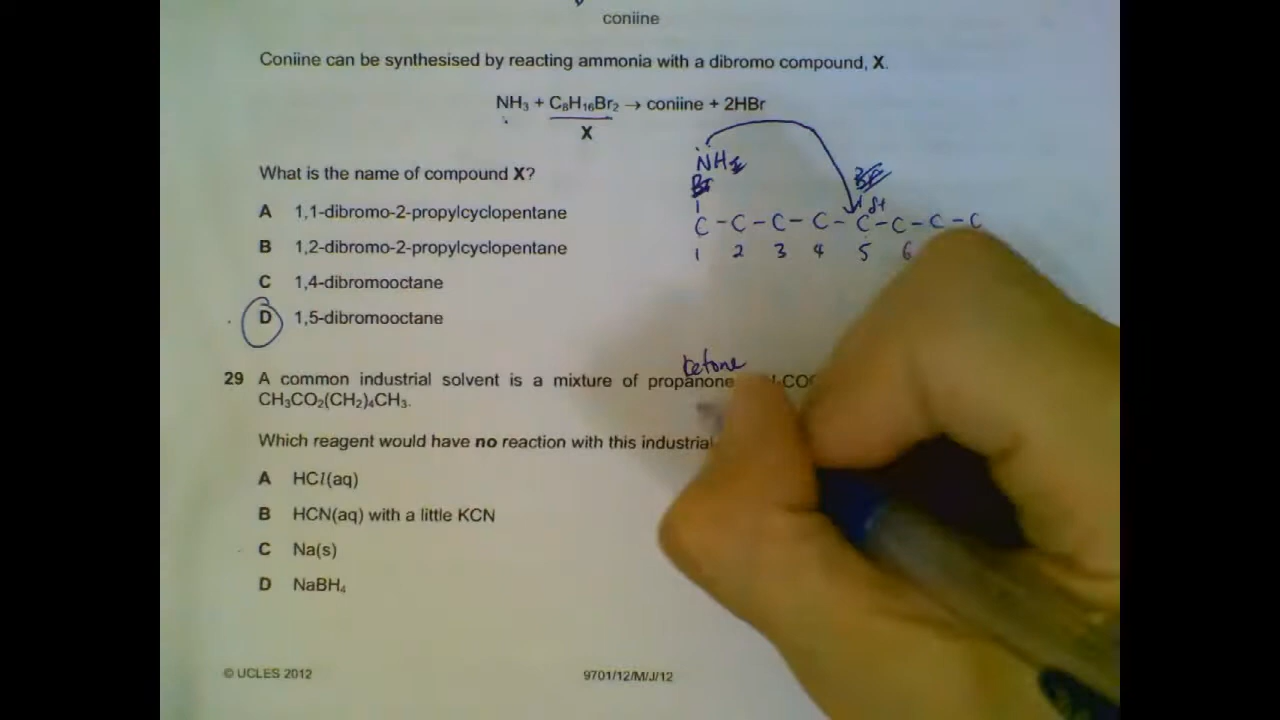 coniine
Coniine can be synthesised by reacting ammonia with a dibromo compound, X.
NH₃ + C₈H₁₆Br₂ → coniine + 2HBr
X
What is the name of compound X?
A 1,1-dibromo-2-propylcyclopentane
B 1,2-dibromo-2-propylcyclopentane
C 1,4-dibromooctane
D 1,5-dibromooctane
NH
Br
Br
δ+
C - C - C - C - C - C - C - C
1 2 3 4 5 6
ketone
29 A common industrial solvent is a mixture of propanone
CH₃CO₂(CH₂)₄CH₃.
Which reagent would have no reaction with this industrial
A HCl(aq)
B HCN(aq) with a little KCN
C Na(s)
D NaBH₄
© UCLES 2012 9701/12/M/J/12